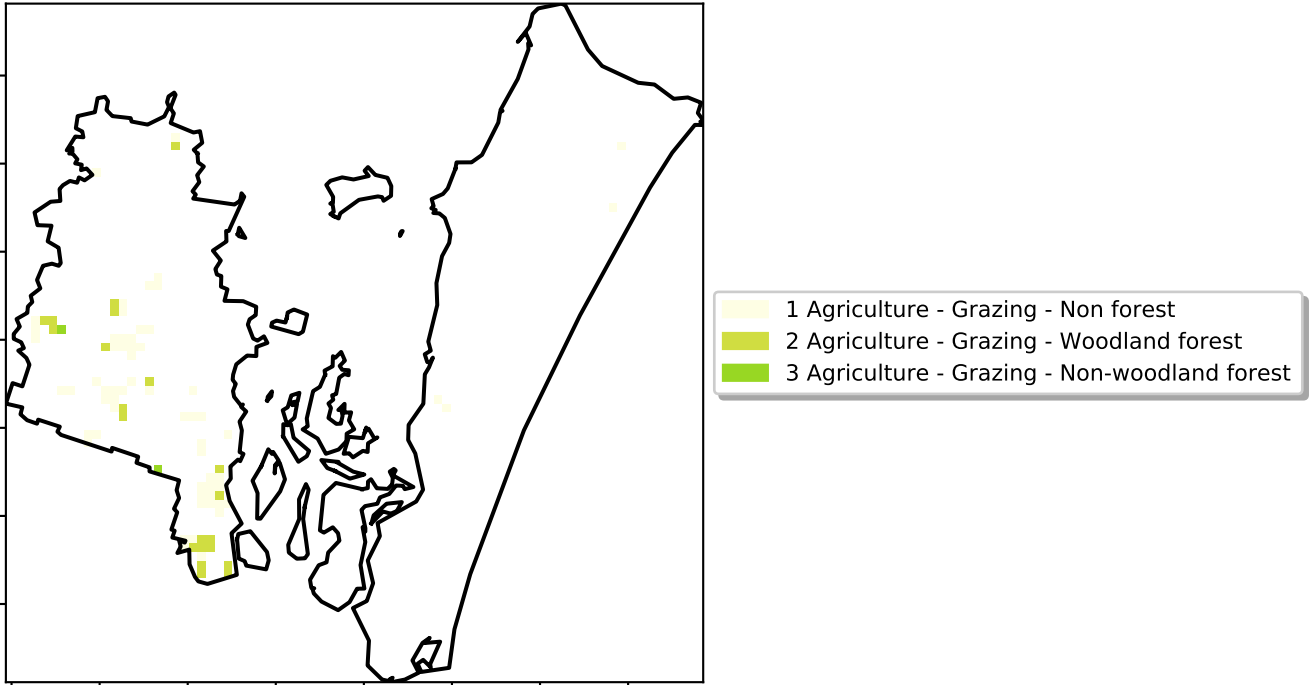 1 Agriculture - Grazing - Non forest
2 Agriculture - Grazing - Woodland forest
3 Agriculture - Grazing - Non-woodland forest